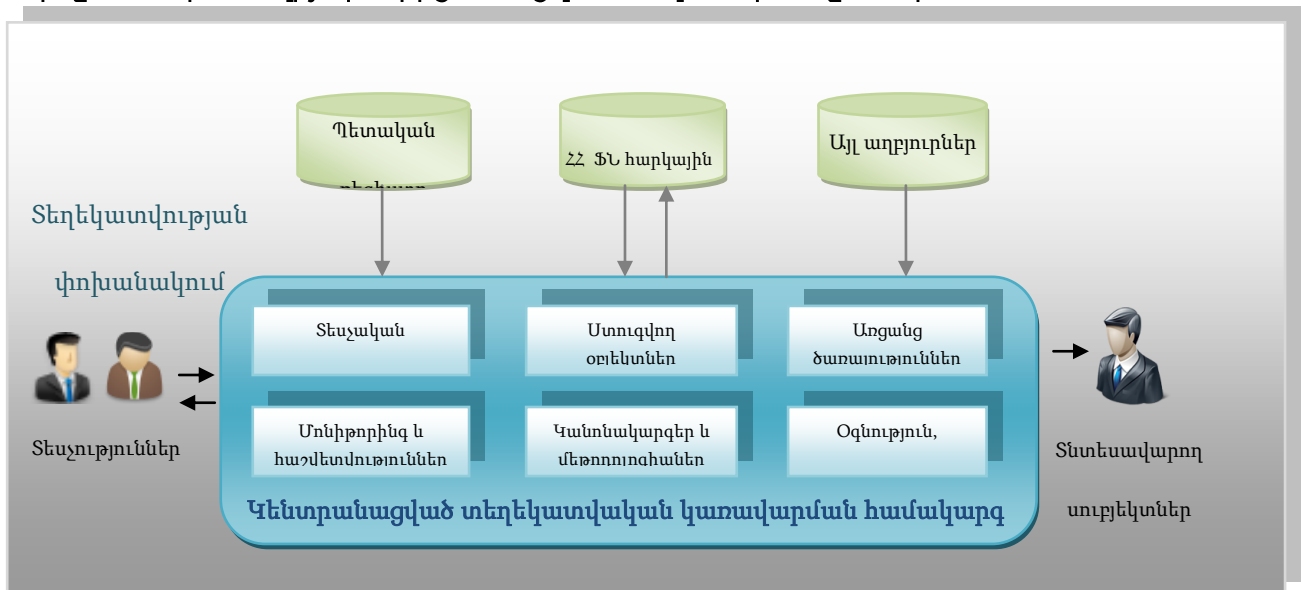 Պետական
ՀՀ ՖՆ հարկային
Այլ աղբյուրներ
Տեղեկատվության
փոխանակում
Տեսչական
Ստուգվող
օբյեկտներ
Առցանց
ծառայություններ
Մոնիթորինգ և
հաշվետվություններ
Կանոնակարգեր և
մեթոդոլոգիաներ
Օգնություն,
Տեսչություններ
Տնտեսավարող
սուբյեկտներ
Կենտրանացված տեղեկատվական կառավարման համակարգ